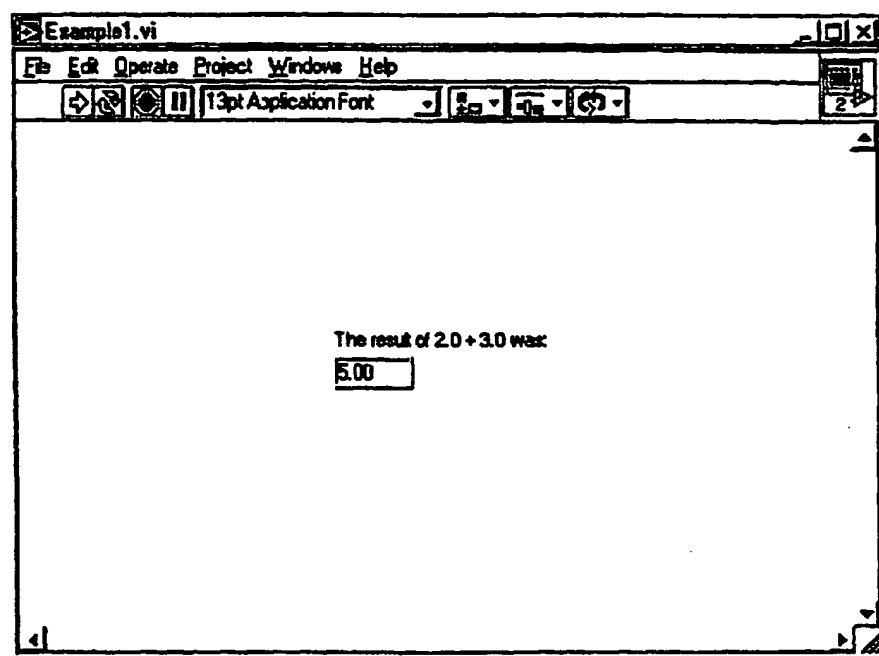 Example1.vi
File Edit Operate Project Windows Help
13pt Application Font
2
The result of 2.0 + 3.0 was:
5.00